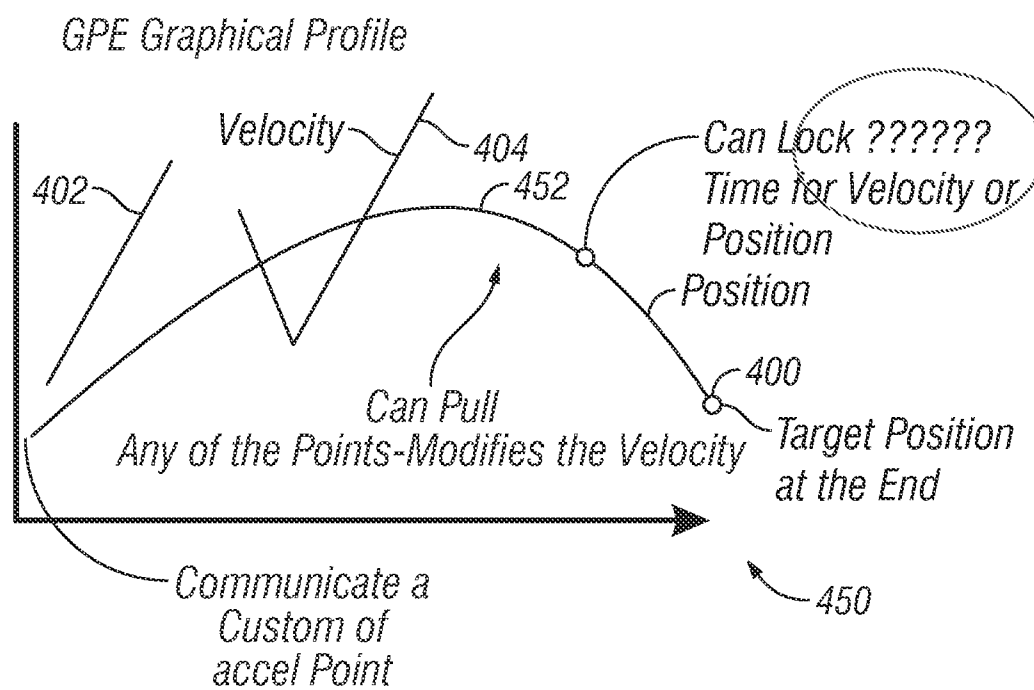 GPE Graphical Profile
Velocity
404
402
452
Can Lock ??????
Time for Velocity or
Position
Position
400
Can Pull
Any of the Points-Modifies the Velocity
Target Position
at the End
Communicate a
Custom of
accel Point
450